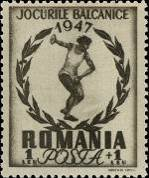 JOCURILE BALCANICE
1947
ROMANIA
1 POSTA +1
LEU LEU